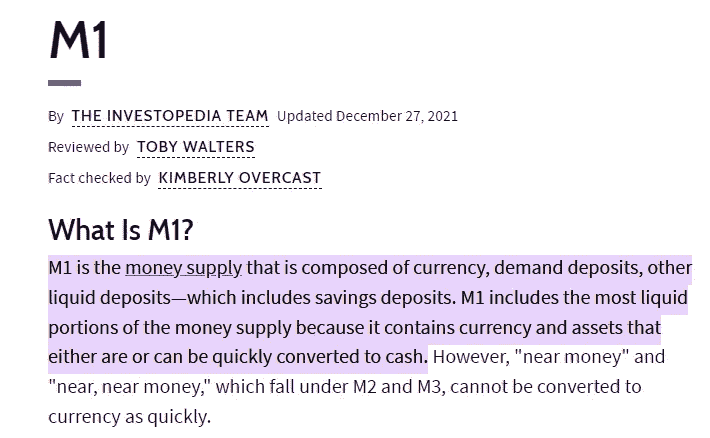 M1
By THE INVESTOPEDIA TEAM Updated December 27, 2021
Reviewed by TOBY WALTERS
Fact checked by KIMBERLY OVERCAST
What Is M1?
M1 is the money supply that is composed of currency, demand deposits, other
liquid deposits—which includes savings deposits. M1 includes the most liquid
portions of the money supply because it contains currency and assets that
either are or can be quickly converted to cash. However, "near money" and
"near, near money," which fall under M2 and M3, cannot be converted to
currency as quickly.